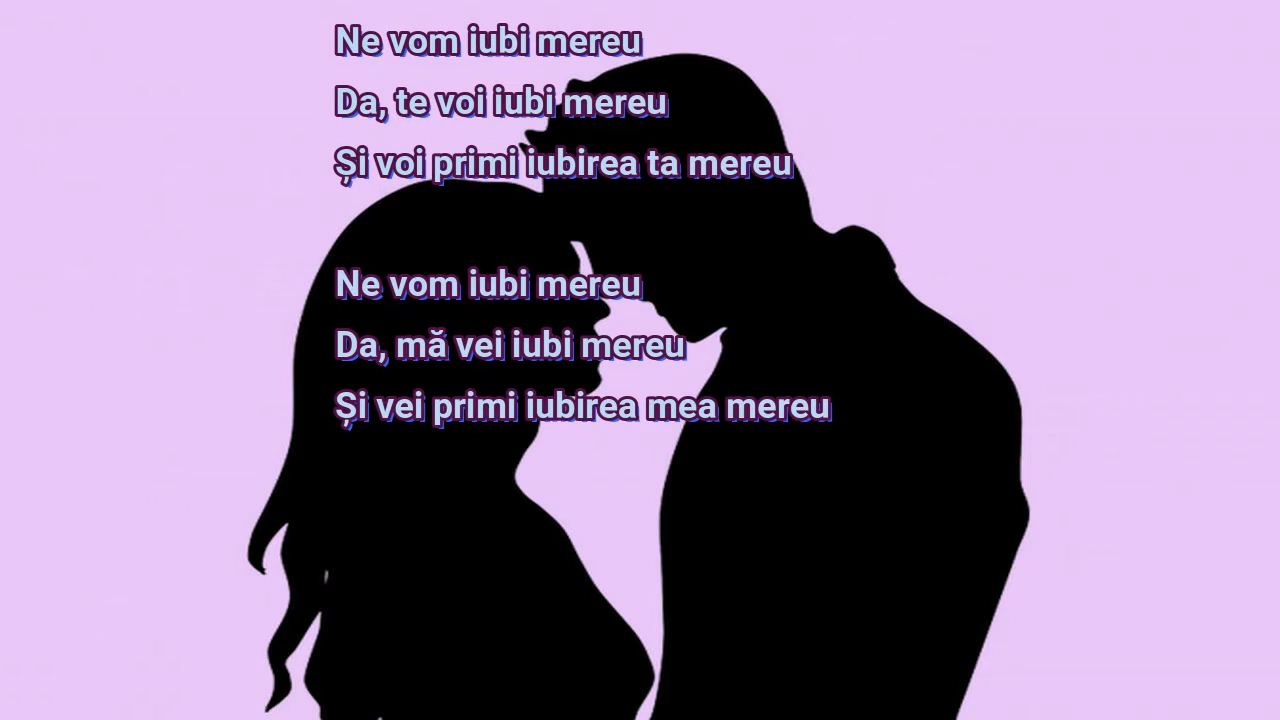 Ne vom iubi mereu
Da, te voi iubi mereu
Și voi primi iubirea ta mereu
Ne vom iubi mereu
Da, mă vei iubi mereu
Și vei primi iubirea mea mereu